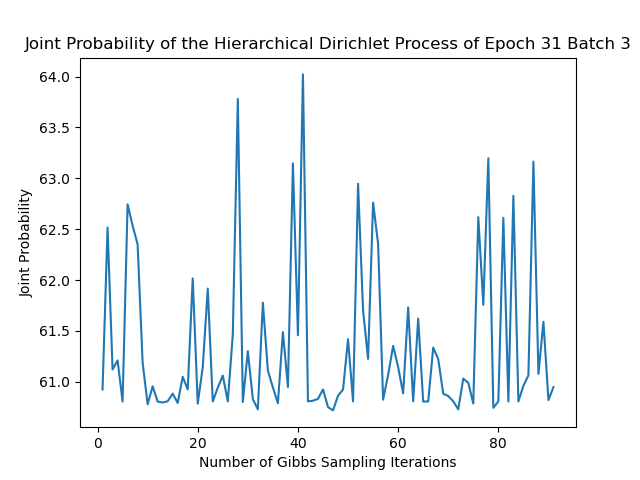 Joint Probability of the Hierarchical Dirichlet Process of Epoch 31 Batch 3
64.0
63.5
63.0
62.5
62.0
61.5
61.0
Joint Probability
0 20 40 60 80
Number of Gibbs Sampling Iterations